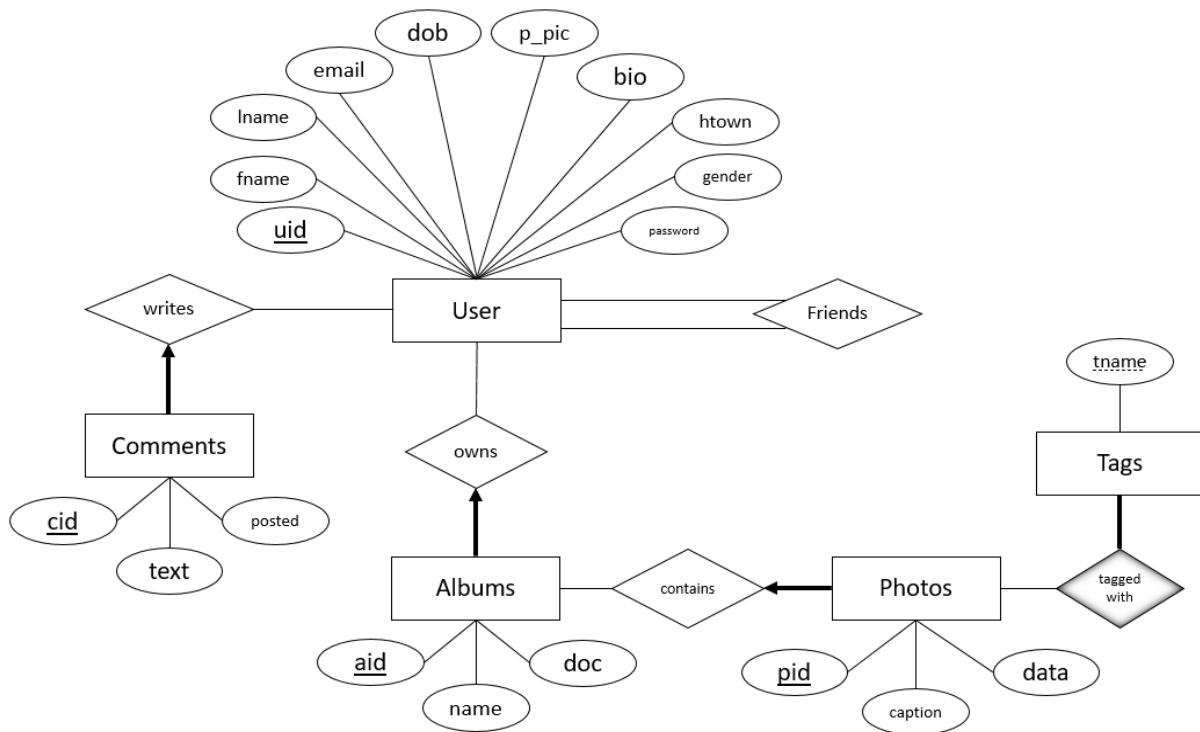 dob
p_pic
email
bio
lname
htown
fname
gender
uid
password
writes
User
Friends
tname
Comments
owns
Tags
cid
posted
text
Albums
contains
Photos
tagged
with
aid
doc
name
pid
data
caption